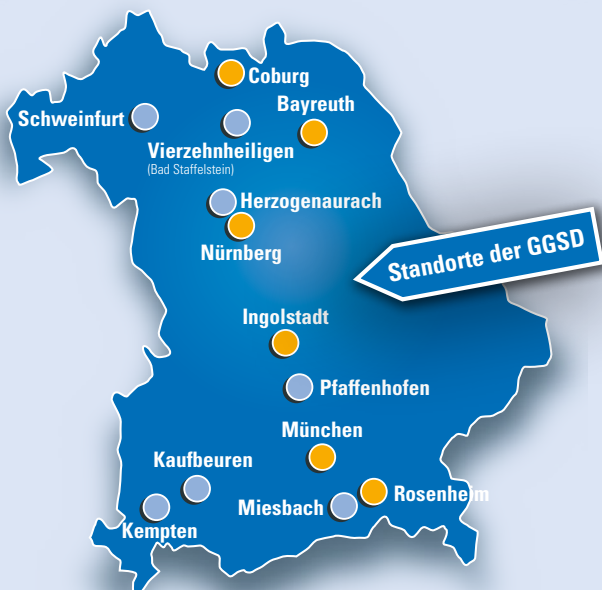 Coburg
Bayreuth
Schweinfurt
Vierzehnheiligen
(Bad Staffelstein)
Herzogenaurach
Nürnberg
Standorte der GGSD
Ingolstadt
Pfaffenhofen
München
Kaufbeuren
Rosenheim
Miesbach
Kempten